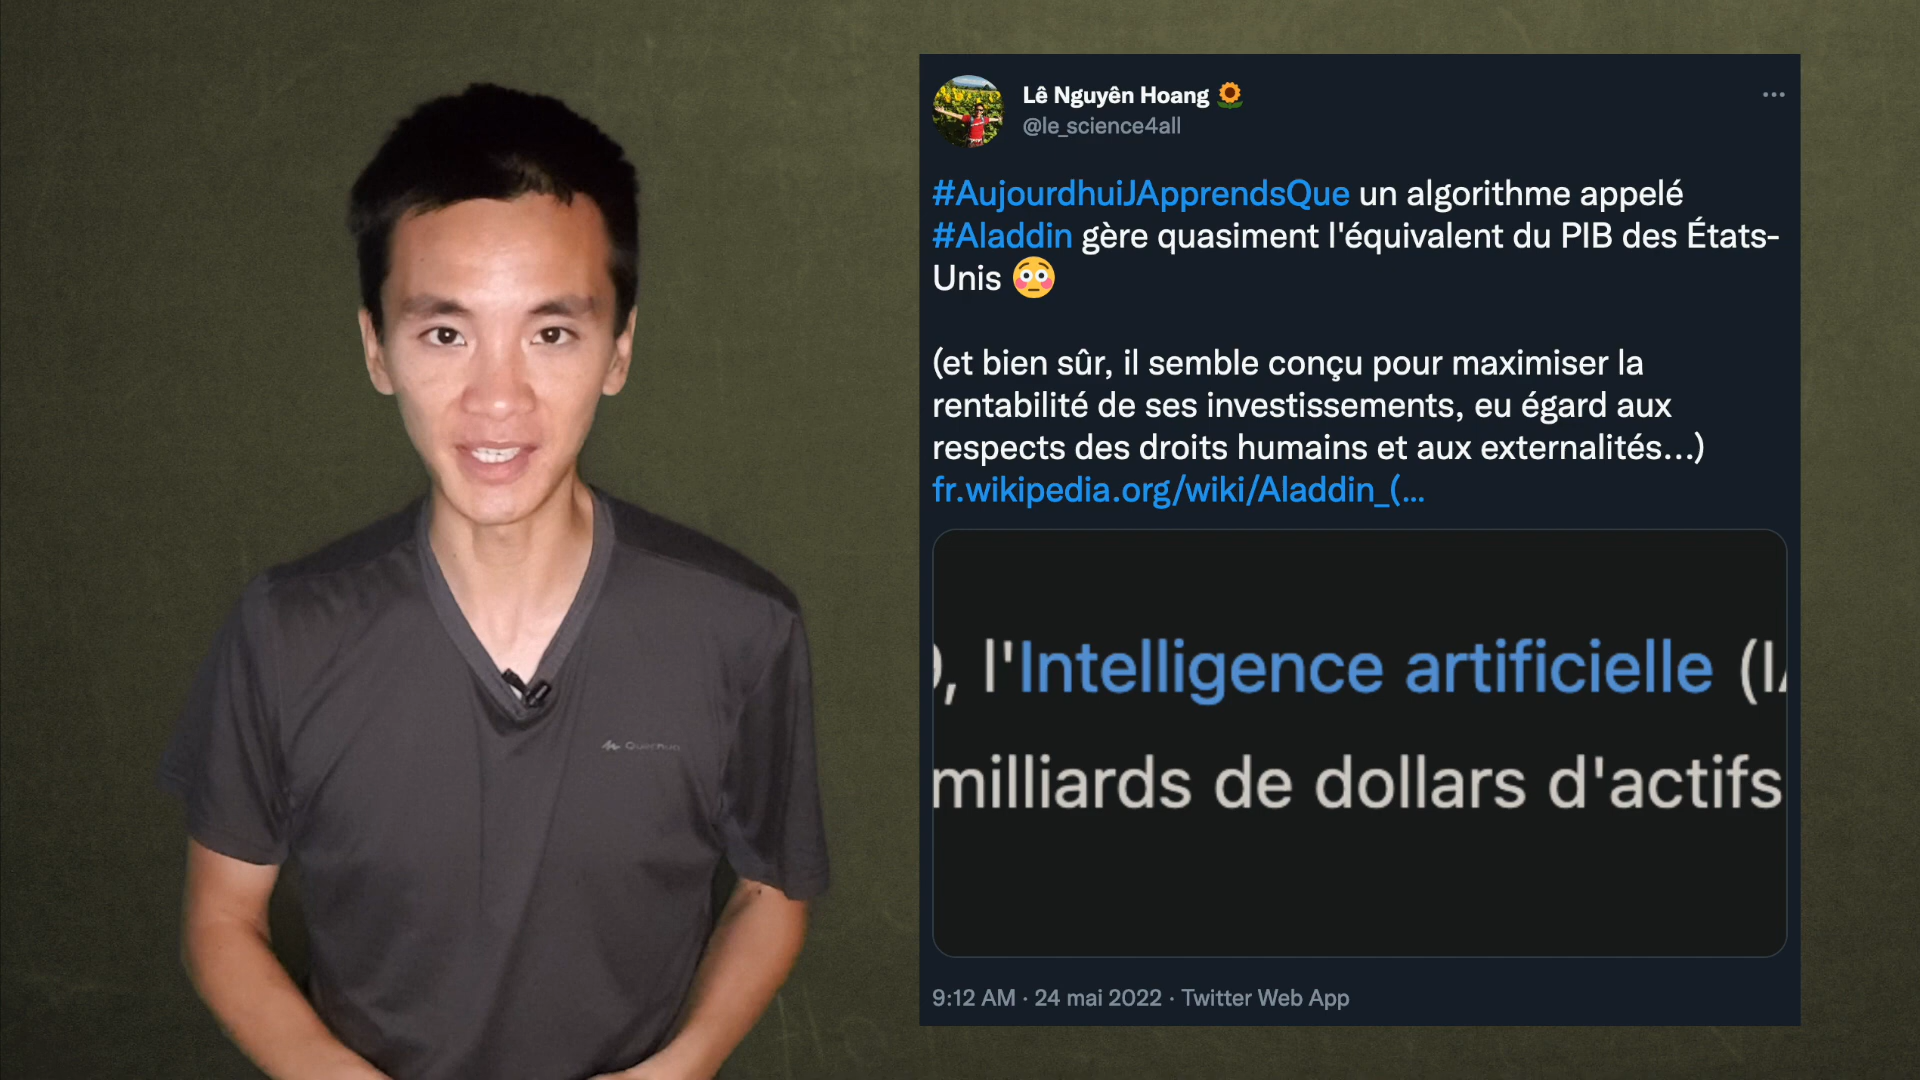 Lê Nguyên Hoang 🌻
@le_science4all
#AujourdhuiJApprendsQue un algorithme appelé
#Aladdin gère quasiment l'équivalent du PIB des États-
Unis 😳
(et bien sûr, il semble conçu pour maximiser la
rentabilité de ses investissements, eu égard aux
respects des droits humains et aux externalités...)
fr.wikipedia.org/wiki/Aladdin_(...
), l'Intelligence artificielle (IA
milliards de dollars d'actifs
9:12 AM · 24 mai 2022 · Twitter Web App
Quechua